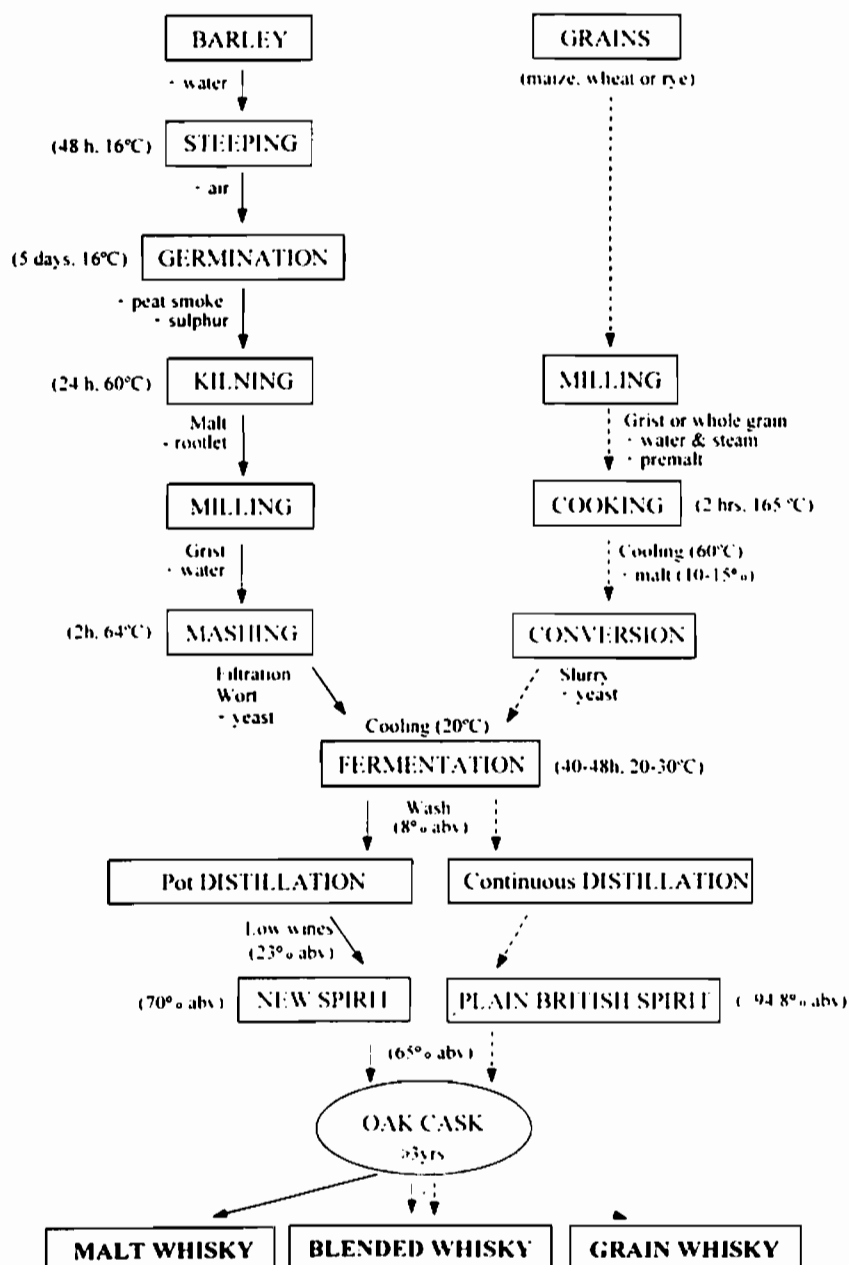 BARLEY
GRAINS
- water
(maize, wheat or rye)
(48 h. 16°C)
STEEPING
- air
(5 days. 16°C)
GERMINATION
- peat smoke
- sulphur
(24 h. 60°C)
KILNING
MILLING
Malt
- rootlet
Grist or whole grain
- water & steam
- premalt
MILLING
COOKING
(2 hrs. 165 °C)
Grist
- water
Cooling (60°C)
- malt (10-15%)
(2h. 64°C)
MASHING
CONVERSION
Filtration
Wort
- yeast
Slurry
- yeast
Cooling (20°C)
FERMENTATION
(40-48h. 20-30°C)
Wash
(8% abv)
Pot DISTILLATION
Continuous DISTILLATION
Low wines
(23% abv)
(70% abv)
NEW SPIRIT
PLAIN BRITISH SPIRIT
( 94.8% abv)
(65% abv)
OAK CASK
>3yrs
MALT WHISKY
BLENDED WHISKY
GRAIN WHISKY